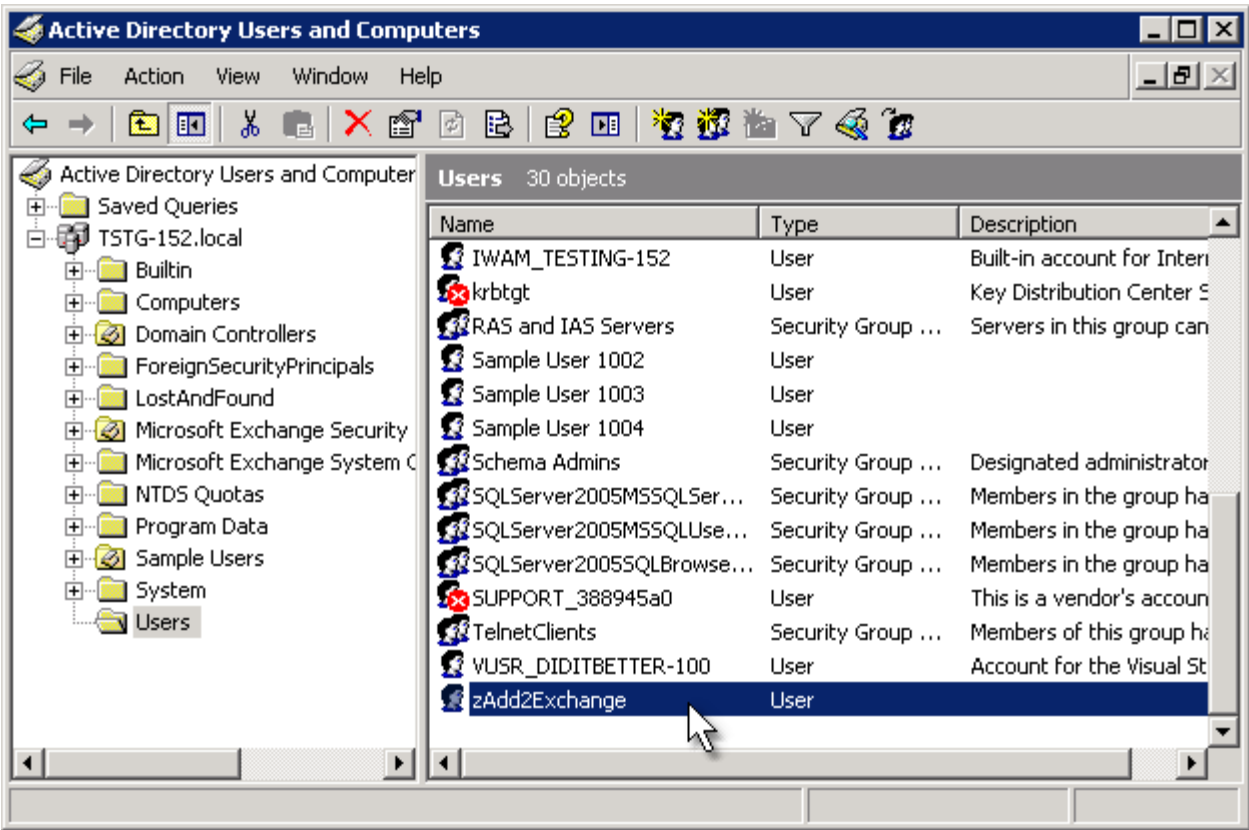 Active Directory Users and Computers
File Action View Window Help
Active Directory Users and Computer
Saved Queries
TSTG-152.local
Builtin
Computers
Domain Controllers
ForeignSecurityPrincipals
LostAndFound
Microsoft Exchange Security
Microsoft Exchange System
NTDS Quotas
Program Data
Sample Users
System
Users
Users 30 objects
Name Type Description
IWAM_TESTING-152 User Built-in account for Inter
krbtgt User Key Distribution Center S
RAS and IAS Servers Security Group ... Servers in this group can
Sample User 1002 User
Sample User 1003 User
Sample User 1004 User
Schema Admins Security Group ... Designated administrator
SQLServer2005MSSQLSer... Security Group ... Members in the group ha
SQLServer2005MSSQLUse... Security Group ... Members in the group ha
SQLServer2005SQLBrowse... Security Group ... Members in the group ha
SUPPORT_388945a0 User This is a vendor's accoun
TelnetClients Security Group ... Members of this group ha
VUSR_DIDITBETTER-100 User Account for the Visual St
zAdd2Exchange User